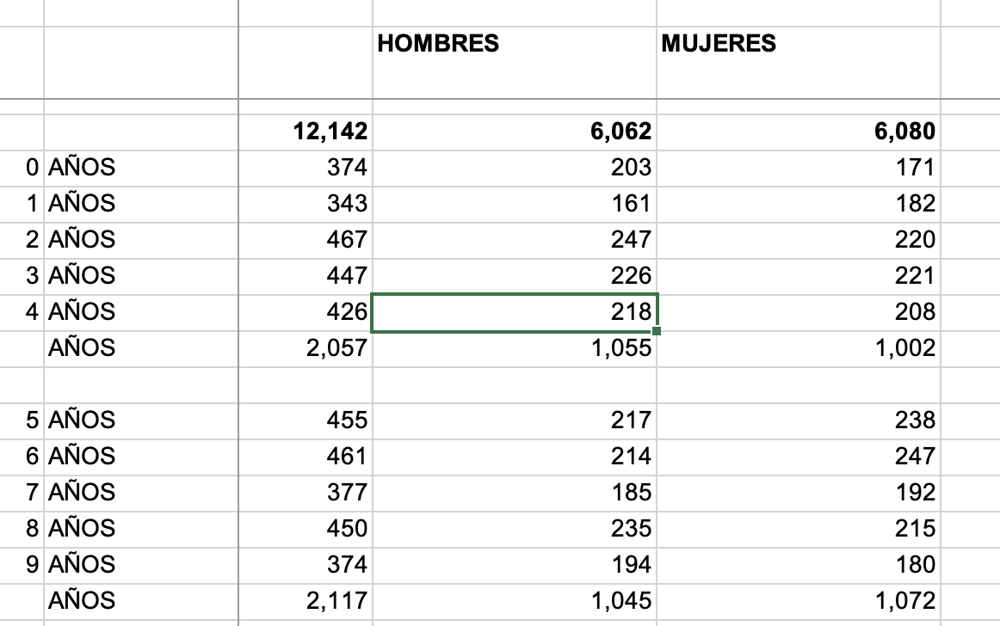 HOMBRES MUJERES
12,142 6,062 6,080
0 AÑOS 374 203 171
1 AÑOS 343 161 182
2 AÑOS 467 247 220
3 AÑOS 447 226 221
4 AÑOS 426 218 208
AÑOS 2,057 1,055 1,002
5 AÑOS 455 217 238
6 AÑOS 461 214 247
7 AÑOS 377 185 192
8 AÑOS 450 235 215
9 AÑOS 374 194 180
AÑOS 2,117 1,045 1,072